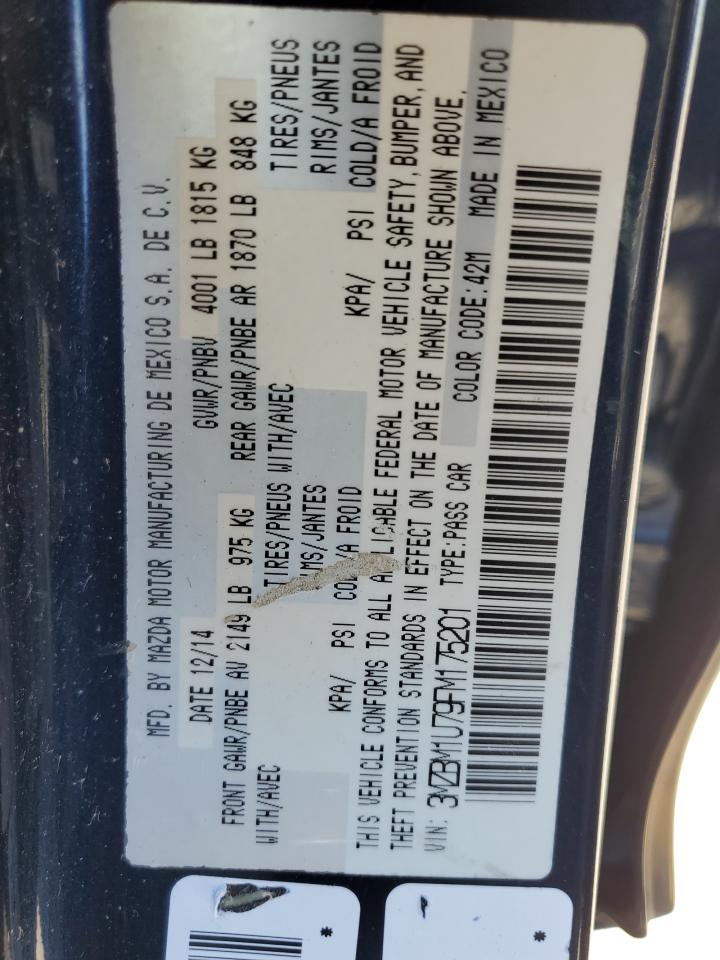 MFD. BY MAZDA MOTOR MANUFACTURING DE MEXICO S.A. DE C.V.
DATE 12/14 GVWR/PNBV 4001 LB 1815 KG
FRONT GAWR/PNBE AV 2149 LB 975 KG REAR GAWR/PNBE AR 1870 LB 848 KG
WITH/AVEC TIRES/PNEUS WITH/AVEC TIRES/PNEUS
RIMS/JANTES RIMS/JANTES
KPA/ PSI COLD/A FROID KPA/ PSI COLD/A FROID
THIS VEHICLE CONFORMS TO ALL APPLICABLE FEDERAL MOTOR VEHICLE SAFETY, BUMPER, AND
THEFT PREVENTION STANDARDS IN EFFECT ON THE DATE OF MANUFACTURE SHOWN ABOVE.
VIN: 3MZBM1U79FM175201 TYPE:PASS CAR COLOR CODE:42M MADE IN MEXICO
* *